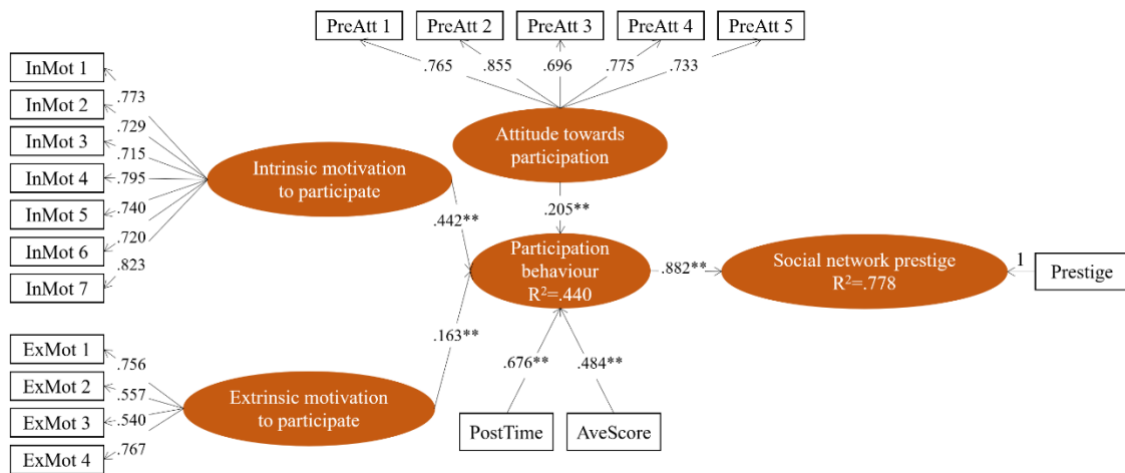 PreAtt 1 PreAtt 2 PreAtt 3 PreAtt 4 PreAtt 5
.765 .855 .696 .775 .733
Attitude towards
participation
InMot 1
InMot 2
InMot 3
InMot 4
InMot 5
InMot 6
InMot 7
.773
.729
.715
.795
.740
.720
.823
Intrinsic motivation
to participate
.442**
.205**
Participation
behaviour
R²=.440
.882**
Social network prestige
R²=.778
1
Prestige
ExMot 1
ExMot 2
ExMot 3
ExMot 4
.756
.557
.540
.767
Extrinsic motivation
to participate
.163**
.676** .484**
PostTime AveScore